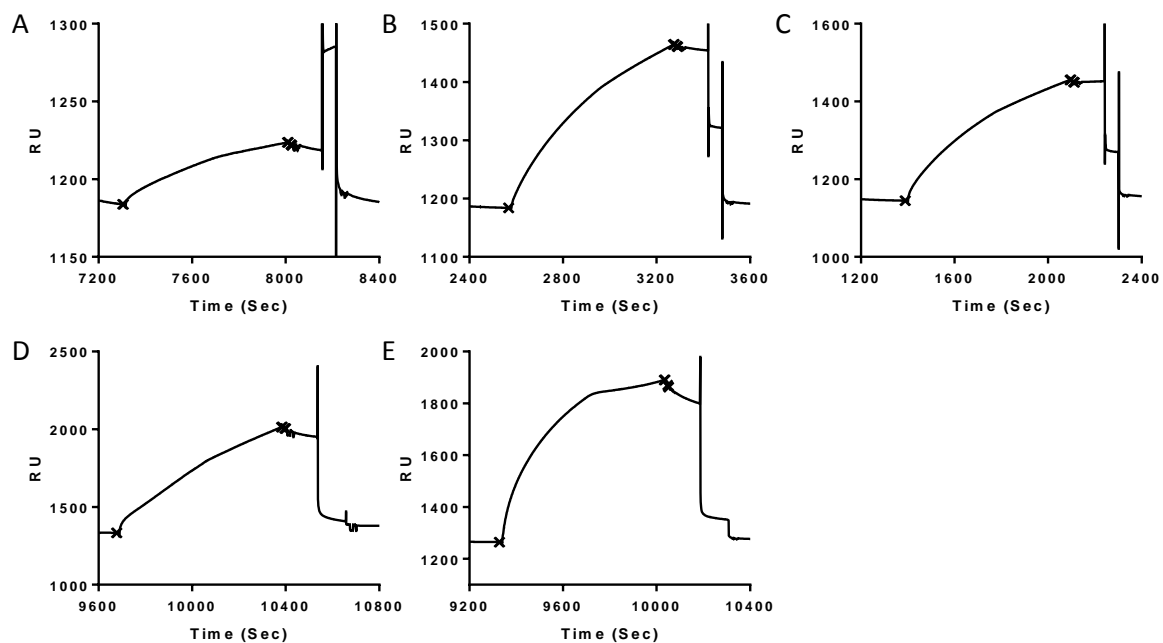 A
1300
1250
1200
1150
RU
7200 7600 8000 8400
Time (Sec)
B
1500
1400
1300
1200
1100
RU
2400 2800 3200 3600
Time (Sec)
C
1600
1400
1200
1000
RU
1200 1600 2000 2400
Time (Sec)
D
2500
2000
1500
1000
RU
9600 10000 10400 10800
Time (Sec)
E
2000
1800
1600
1400
1200
RU
9200 9600 10000 10400
Time (Sec)